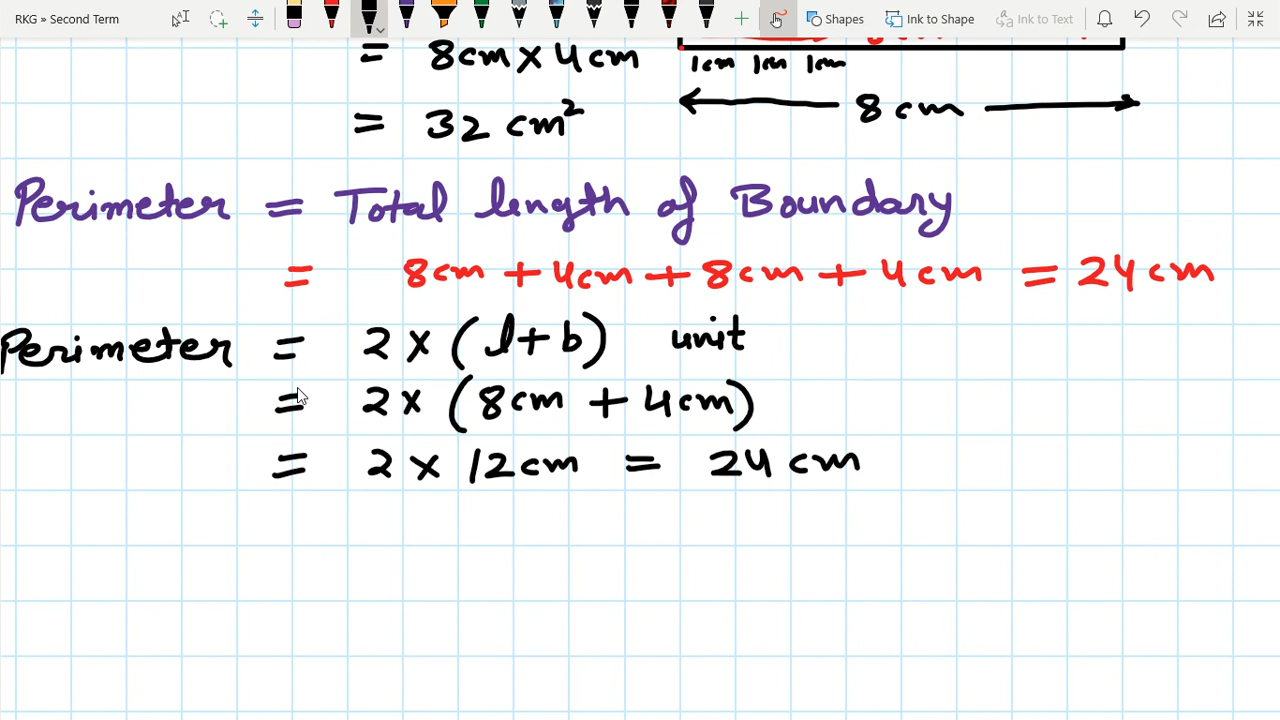 RKG » Second Term
Shapes
Ink to Shape
Ink to Text
= 8cm × 4cm
1cm 1cm 1cm
8 cm
= 32 cm²
Perimeter = Total length of Boundary
= 8cm + 4cm + 8cm + 4cm = 24cm
Perimeter = 2 × (l + b) unit
= 2 × (8cm + 4cm)
= 2 × 12cm = 24 cm